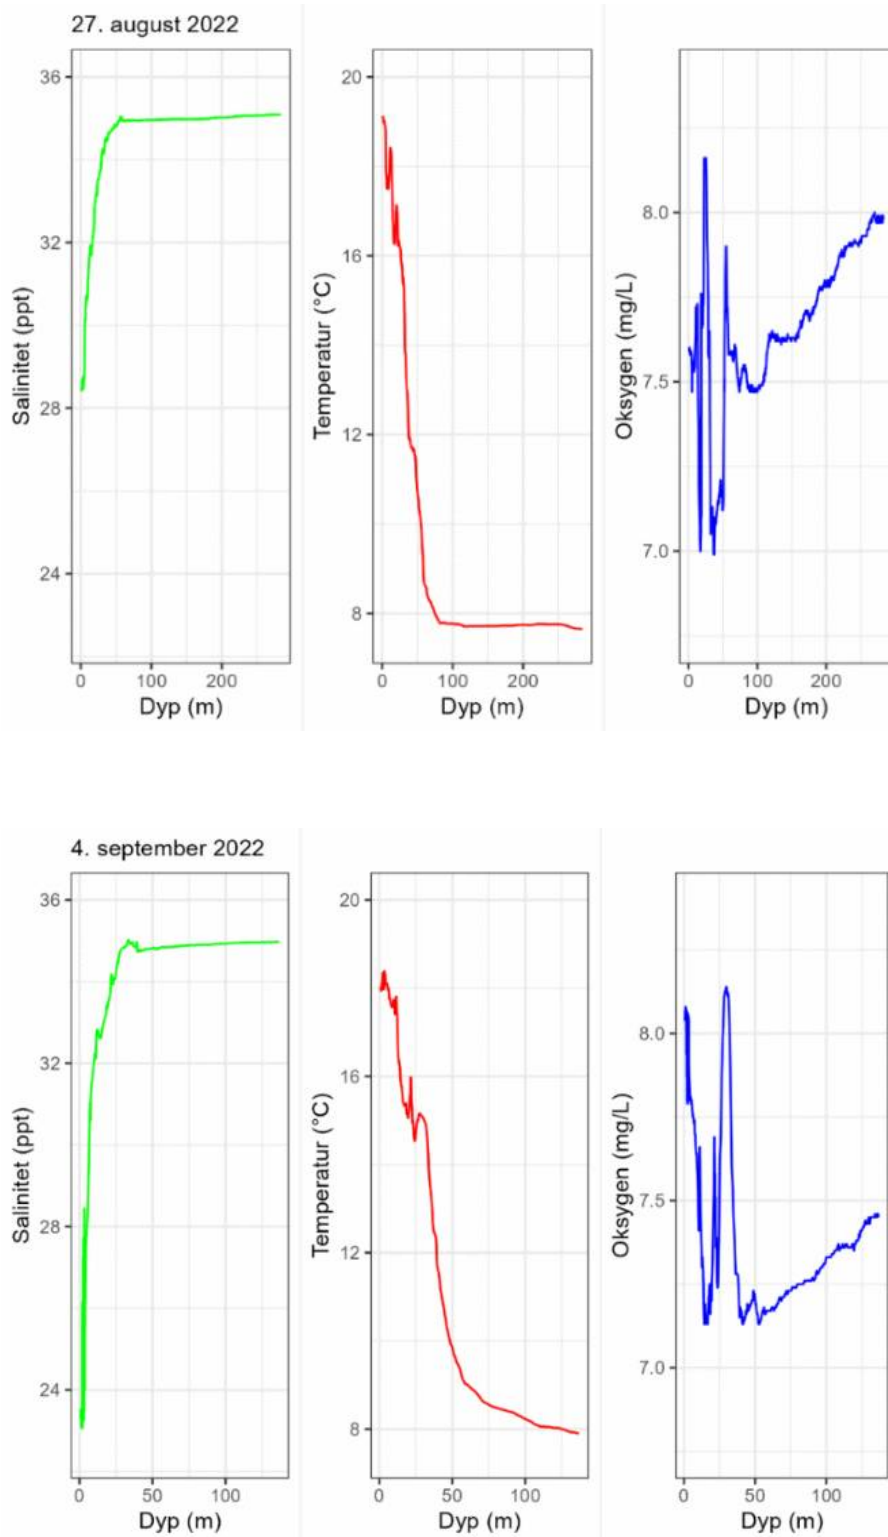 27. august 2022
36
32
28
24
Salinitet (ppt)
0 100 200
Dyp (m)
20
16
12
8
Temperatur (°C)
0 100 200
Dyp (m)
8.0
7.5
7.0
Oksygen (mg/L)
0 100 200
Dyp (m)
4. september 2022
36
32
28
24
Salinitet (ppt)
0 50 100
Dyp (m)
20
16
12
8
Temperatur (°C)
0 50 100
Dyp (m)
8.0
7.5
7.0
Oksygen (mg/L)
0 50 100
Dyp (m)